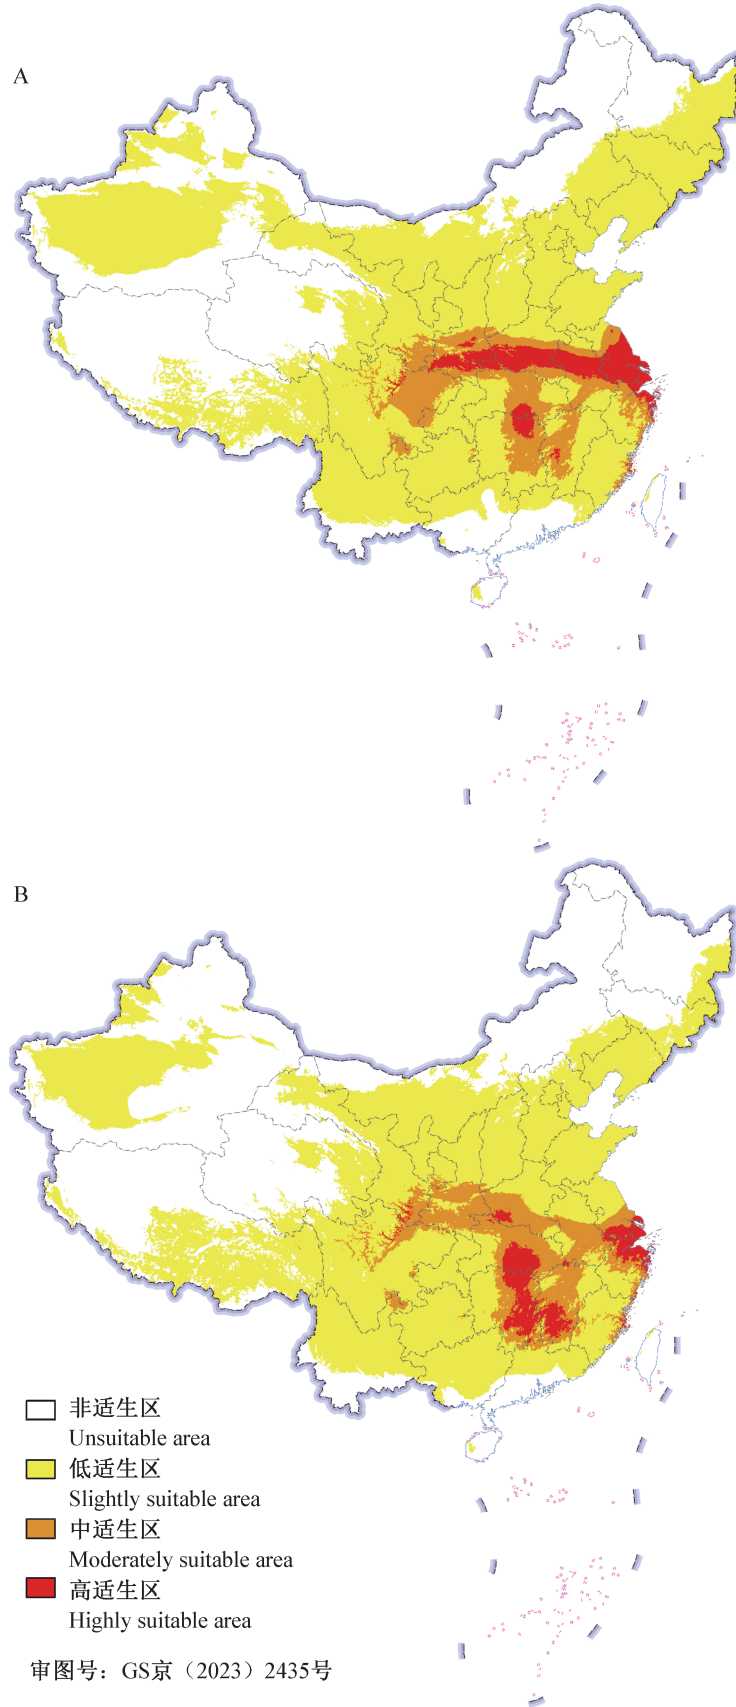 A
B
非适生区
Unsuitable area
低适生区
Slightly suitable area
中适生区
Moderately suitable area
高适生区
Highly suitable area
审图号：GS京（2023）2435号